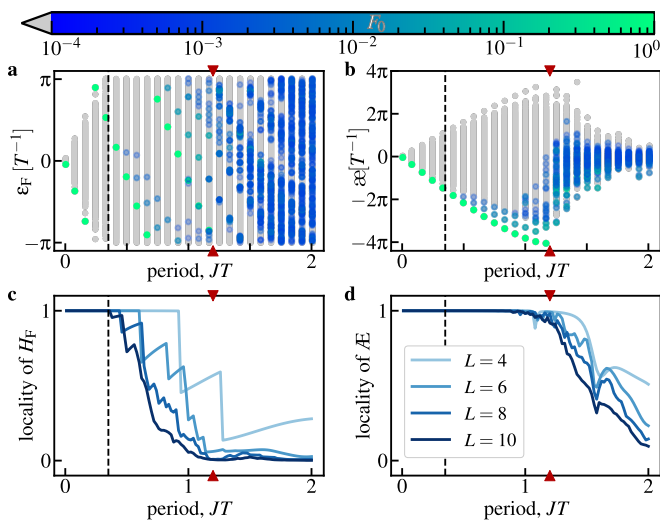 F₀
10⁻⁴ 10⁻³ 10⁻² 10⁻¹ 10⁰
a
b
π
0
−π
εF [T⁻¹]
4π
2π
0
−2π
−4π
æ[T⁻¹]
0 1 2
period, JT
0 1 2
period, JT
c
d
1
0
locality of HF
1
0
locality of Æ
L = 4
L = 6
L = 8
L = 10
0 1 2
period, JT
0 1 2
period, JT